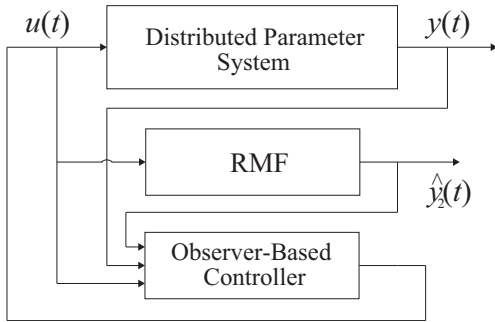 u(t)
Distributed Parameter
System
y(t)
RMF
ŷ₂(t)
Observer-Based
Controller